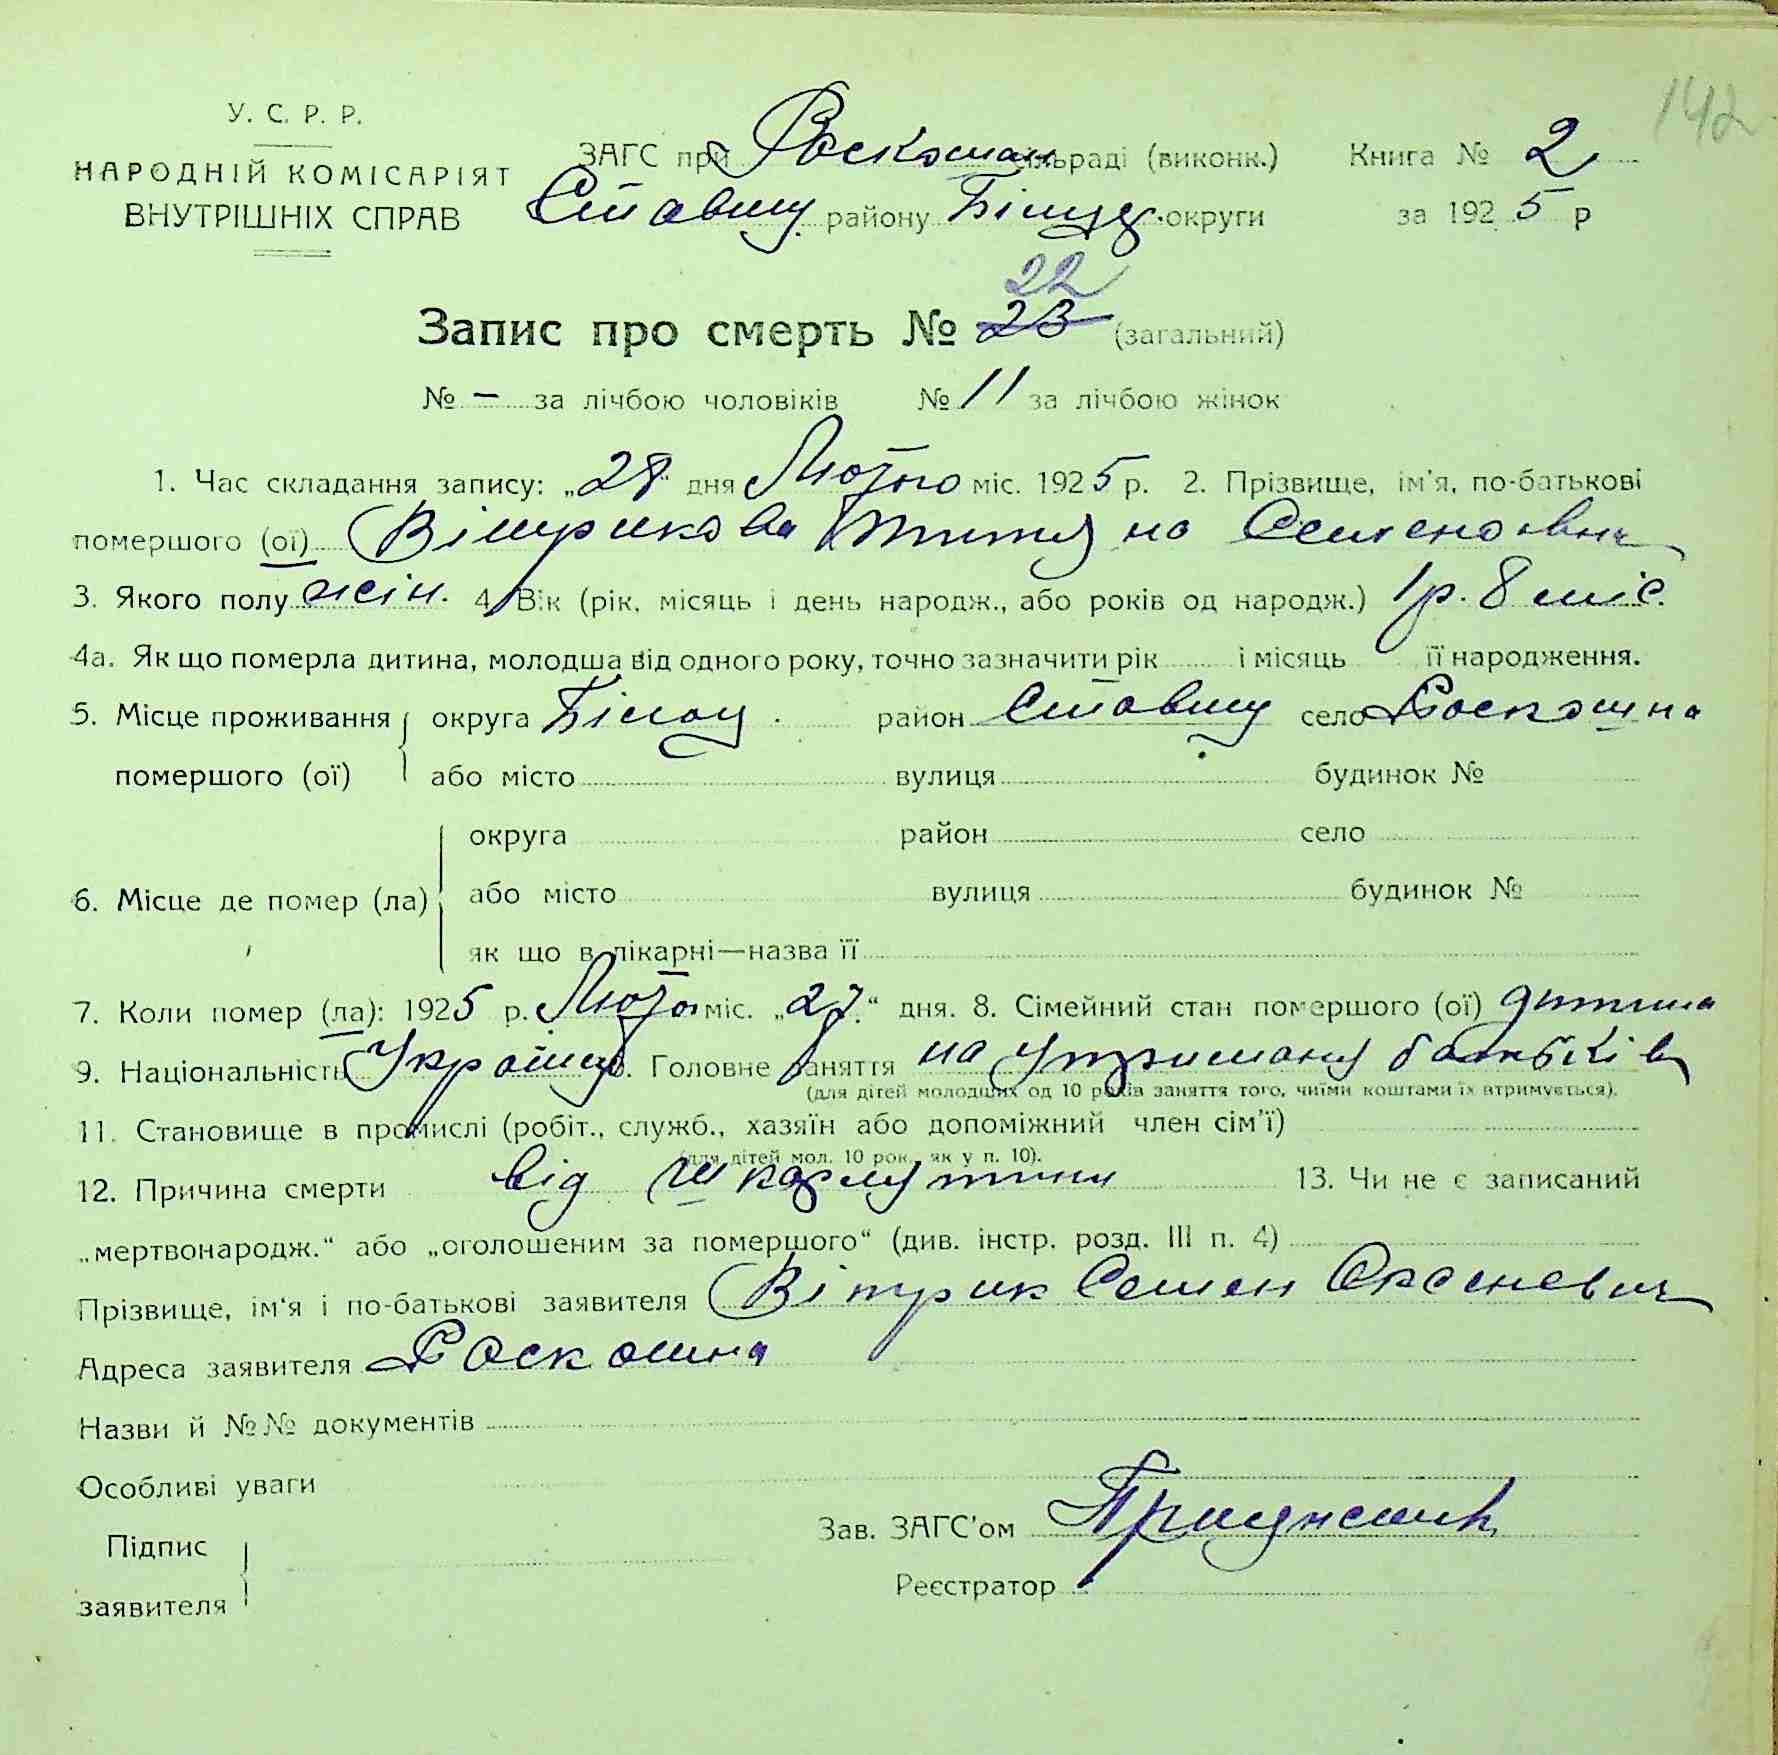 142
У. С. Р. Р.
НАРОДНІЙ КОМІСАРІЯТ
ВНУТРІШНІХ СПРАВ
ЗАГС при Роскошан сільраді (виконк.) Книга № 2
Ставищ району Білоц. округи за 1925 р
22
Запис про смерть № 23 (загальний)
№ — за лічбою чоловіків № 11 за лічбою жінок
1. Час складання запису: „28“ дня Лютого міс. 1925 р. 2. Прізвище, ім'я, по-батькові
помершого (ої) Вітрикова Семеновна
3. Якого полу жін. 4. Вік (рік, місяць і день народж., або років од народж.) 1 р. 8 міс.
4а. Як що померла дитина, молодша від одного року, точно зазначити рік і місяць її народження.
5. Місце проживання округа Білоц. район Ставищ село Роскошна
помершого (ої) або місто вулиця будинок №
округа район село
6. Місце де помер (ла) або місто вулиця будинок №
як що в лікарні—назва її
7. Коли помер (ла): 1925 р. Лютого міс. „27“ дня. 8. Сімейний стан помершого (ої) дитина
9. Національність Україн. 10. Головне заняття на утриманні батьків
(для дітей молодших од 10 років заняття того, чиїми коштами їх втримується).
11. Становище в промислі (робіт., служб., хазяїн або допоміжний член сім'ї)
(для дітей мол. 10 рок., як у п. 10).
12. Причина смерти від шкарлутини 13. Чи не є записаний
„мертвонародж.“ або „оголошеним за помершого“ (див. інстр. розд. III п. 4)
Прізвище, ім'я і по-батькові заявителя Вітрик Семен Оксеневич
Адреса заявителя Роскошна
Назви й №№ документів
Особливі уваги
Підпис
заявителя
Зав. ЗАГС'ом
Реєстратор